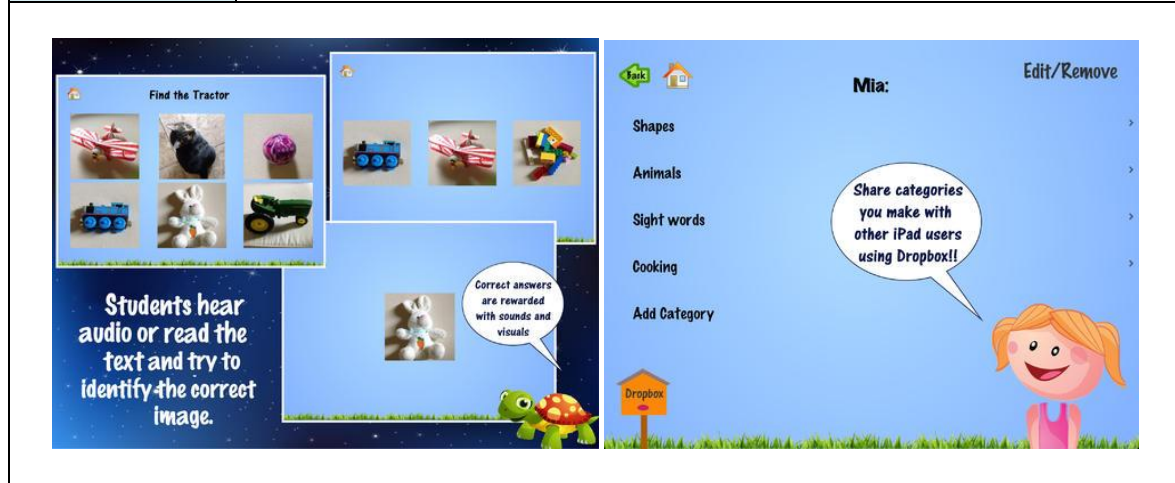 Find the Tractor
Correct answers
are rewarded
with sounds and
visuals
Students hear
audio or read the
text and try to
identify the correct
image.
Back
Mia:
Edit/Remove
Shapes
Animals
Sight words
Cooking
Add Category
Share categories
you make with
other iPad users
using Dropbox!!
Dropbox